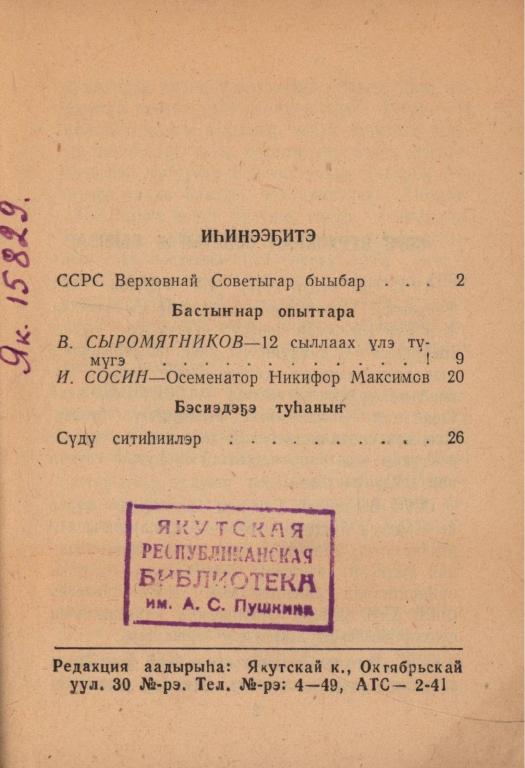 Як. 15829.
ИҺИНЭЭҔИТЭ
ССРС Верховнай Советыгар быыбар . . . 2
Бастыҥнар опыттара
В. СЫРОМЯТНИКОВ—12 сыллаах үлэ тү-
мүгэ . . . . . . . . . . . . . ! 9
И. СОСИН—Осеменатор Никифор Максимов 20
Бэсиэдэҕэ туһаныҥ
Сүдү ситиһиилэр . . . . . . . . . . 26
ЯКУТСКАЯ
РЕСПУБЛИКАНСКАЯ
БИБЛИОТЕКА
им. А. С. Пушкина
Редакция аадырыһа: Якутскай к., Октябрьскай
уул. 30 №-рэ. Тел. №-рэ: 4—49, АТС— 2-41